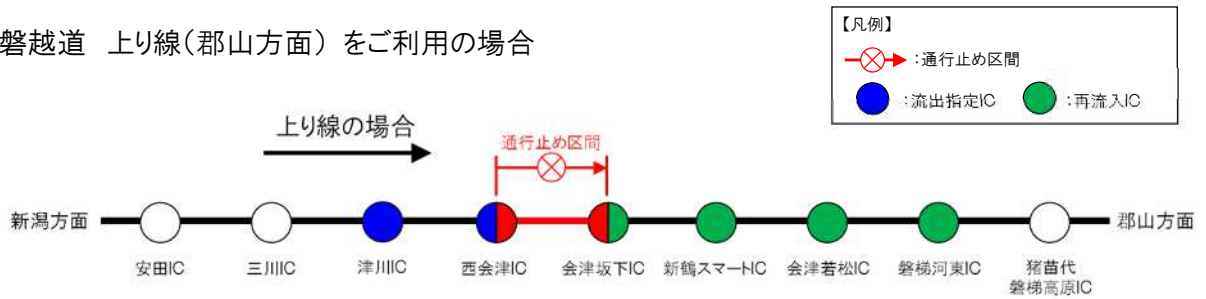 磐越道 上り線(郡山方面) をご利用の場合
【凡例】
:通行止め区間
:流出指定IC
:再流入IC
上り線の場合
通行止め区間
新潟方面
郡山方面
安田IC
三川IC
津川IC
西会津IC
会津坂下IC
新鶴スマートIC
会津若松IC
磐梯河東IC
猪苗代
磐梯高原IC